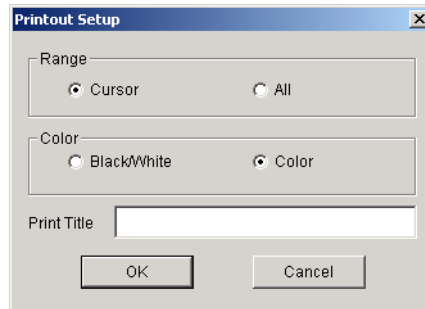 Printout Setup
Range
Cursor All
Color
Black/White Color
Print Title
OK Cancel